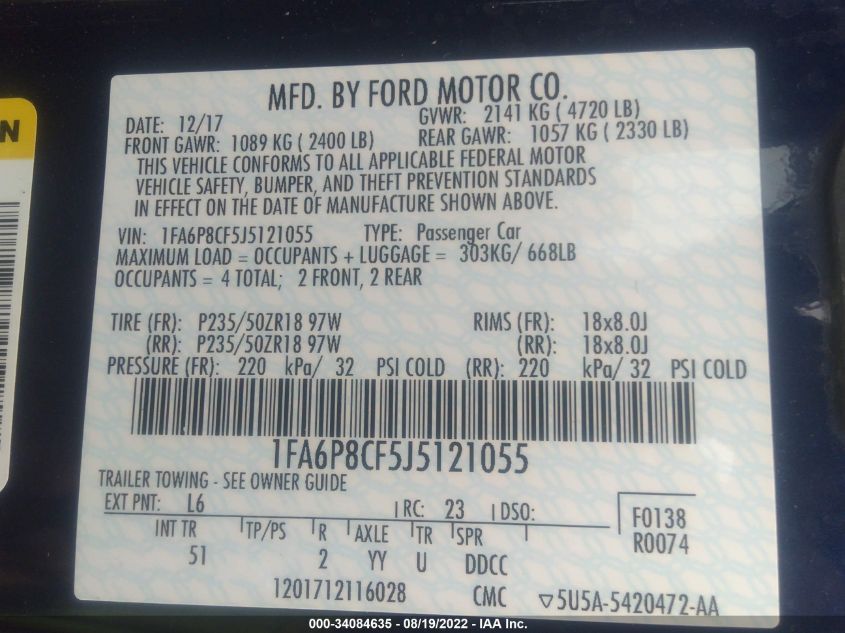 MFD. BY FORD MOTOR CO.
DATE: 12/17 GVWR: 2141 KG ( 4720 LB)
FRONT GAWR: 1089 KG ( 2400 LB) REAR GAWR: 1057 KG ( 2330 LB)
THIS VEHICLE CONFORMS TO ALL APPLICABLE FEDERAL MOTOR
VEHICLE SAFETY, BUMPER, AND THEFT PREVENTION STANDARDS
IN EFFECT ON THE DATE OF MANUFACTURE SHOWN ABOVE.
VIN: 1FA6P8CF5J5121055 TYPE: Passenger Car
MAXIMUM LOAD = OCCUPANTS + LUGGAGE = 303KG/ 668LB
OCCUPANTS = 4 TOTAL; 2 FRONT, 2 REAR
TIRE (FR): P235/50ZR18 97W RIMS (FR): 18x8.0J
(RR): P235/50ZR18 97W (RR): 18x8.0J
PRESSURE (FR): 220 kPa/ 32 PSI COLD (RR): 220 kPa/ 32 PSI COLD
1FA6P8CF5J5121055
TRAILER TOWING - SEE OWNER GUIDE
EXT PNT: L6 RC: 23 DSO: F0138
R0074
INT TR TP/PS R AXLE TR SPR
51 2 YY U DDCC
1201712116028 CMC ▽5U5A-5420472-AA
N
000-34084635 - 08/19/2022 - IAA Inc.